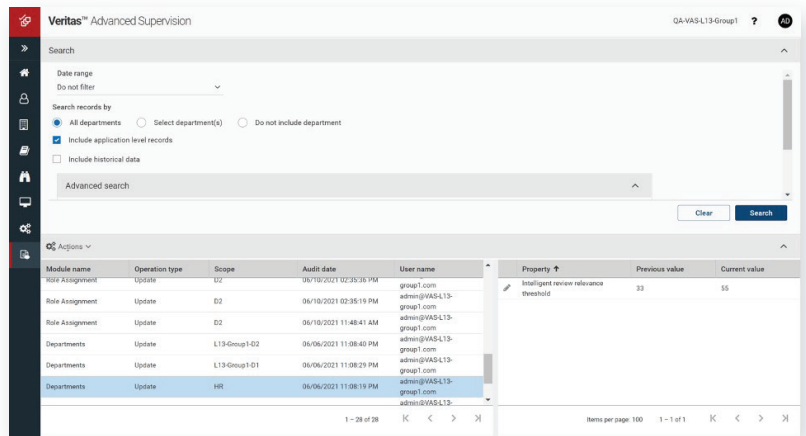 Veritas™ Advanced Supervision
QA-VAS-L13-Group1 ? AD
Search
Date range
Do not filter
Search records by
All departments Select department(s) Do not include department
Include application level records
Include historical data
Advanced search
Clear Search
Actions
Module name Operation type Scope Audit date User name
Role Assignment Update D2 06/10/2021 02:35:36 PM group1.com
Role Assignment Update D2 06/10/2021 02:35:19 PM admin@VAS-L13-
group1.com
Role Assignment Update D2 06/10/2021 11:48:41 AM admin@VAS-L13-
group1.com
Departments Update L13-Group1-D2 06/06/2021 11:08:40 PM admin@VAS-L13-
group1.com
Departments Update L13-Group1-D1 06/06/2021 11:08:29 PM admin@VAS-L13-
group1.com
Departments Update HR 06/06/2021 11:08:19 PM admin@VAS-L13-
group1.com
admin@VAS-L13-
1 – 28 of 28
Property Previous value Current value
Intelligent review relevance
threshold
33 55
Items per page: 100 1 – 1 of 1